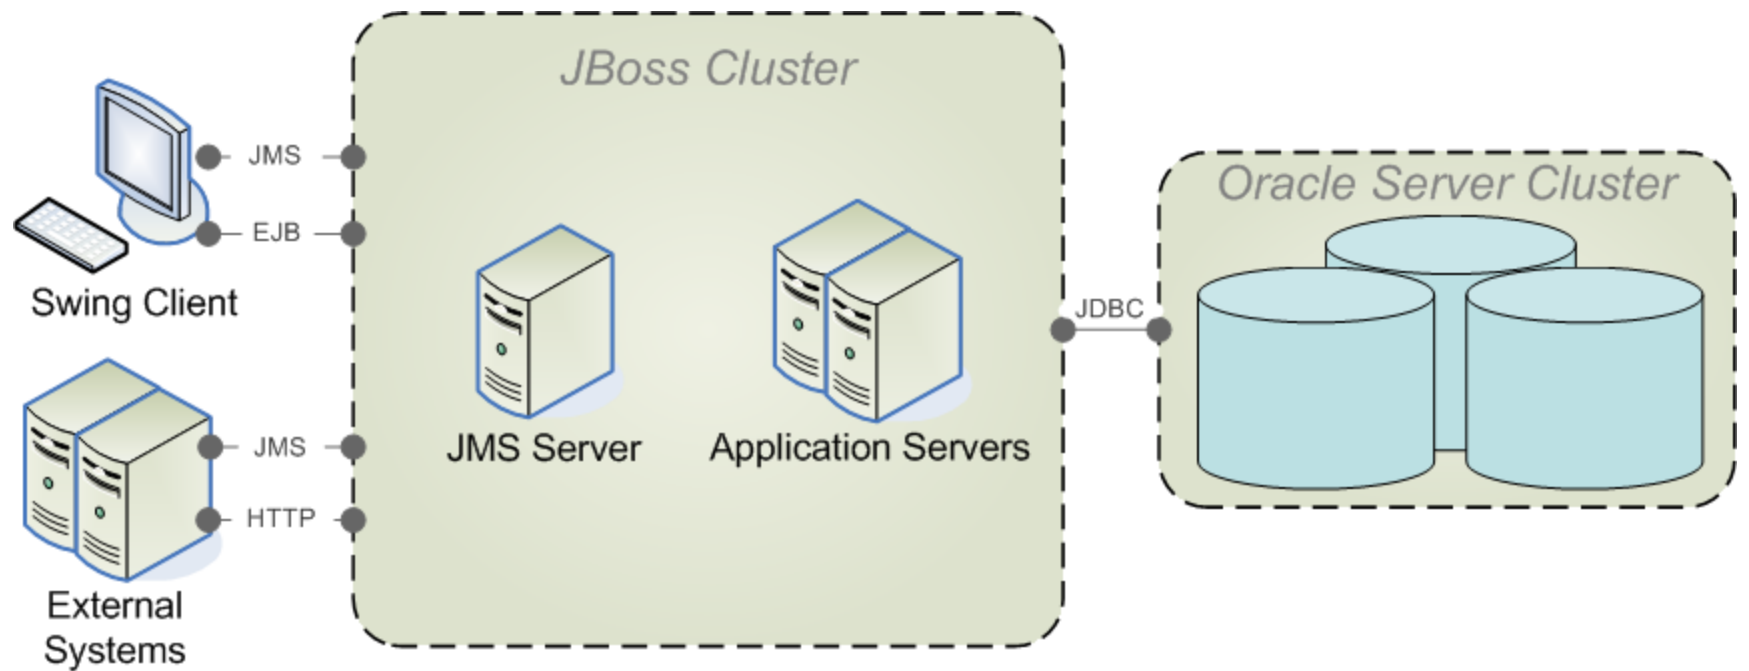 JBoss Cluster
JMS
EJB
Swing Client
JMS
HTTP
External
Systems
JMS Server
Application Servers
JDBC
Oracle Server Cluster